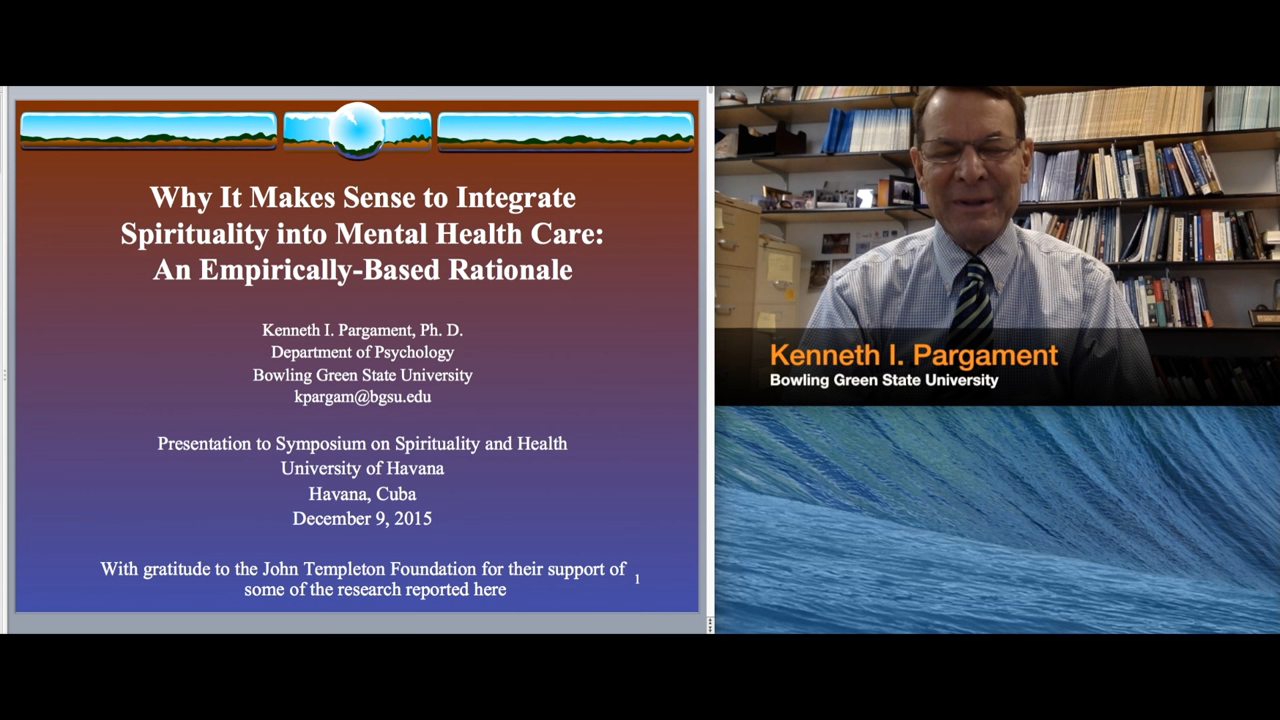 Why It Makes Sense to Integrate
Spirituality into Mental Health Care:
An Empirically-Based Rationale
Kenneth I. Pargament, Ph. D.
Department of Psychology
Bowling Green State University
kpargam@bgsu.edu
Presentation to Symposium on Spirituality and Health
University of Havana
Havana, Cuba
December 9, 2015
With gratitude to the John Templeton Foundation for their support of
some of the research reported here
1
Kenneth I. Pargament
Bowling Green State University